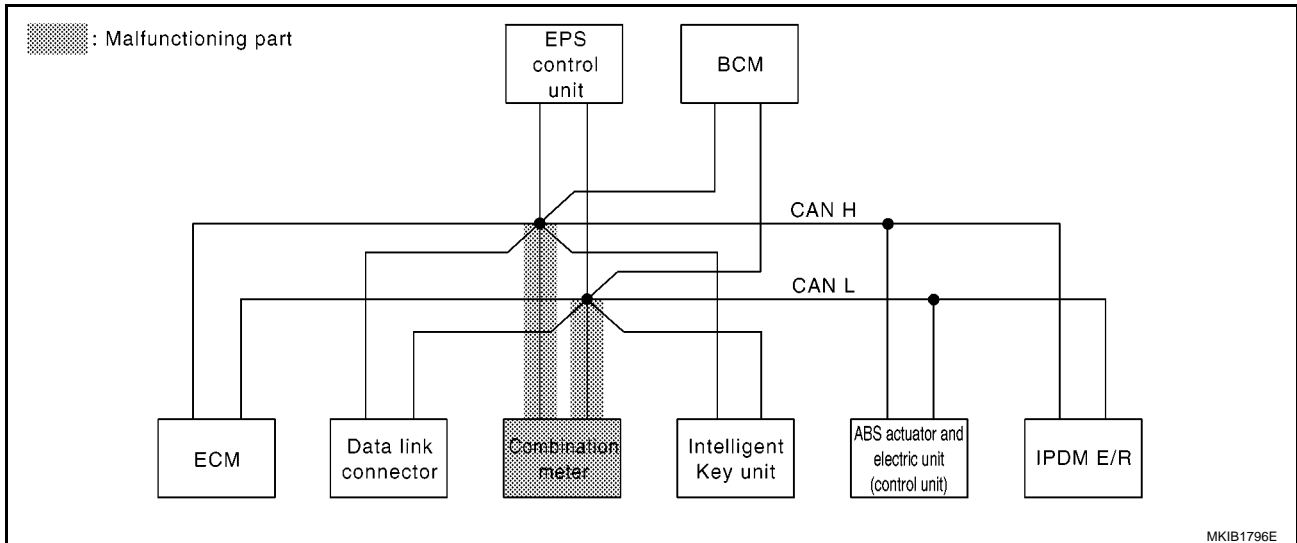 : Malfunctioning part
EPS
control
unit
BCM
CAN H
CAN L
ECM
Data link
connector
Combination
meter
Intelligent
Key unit
ABS actuator and
electric unit
(control unit)
IPDM E/R
MKIB1796E